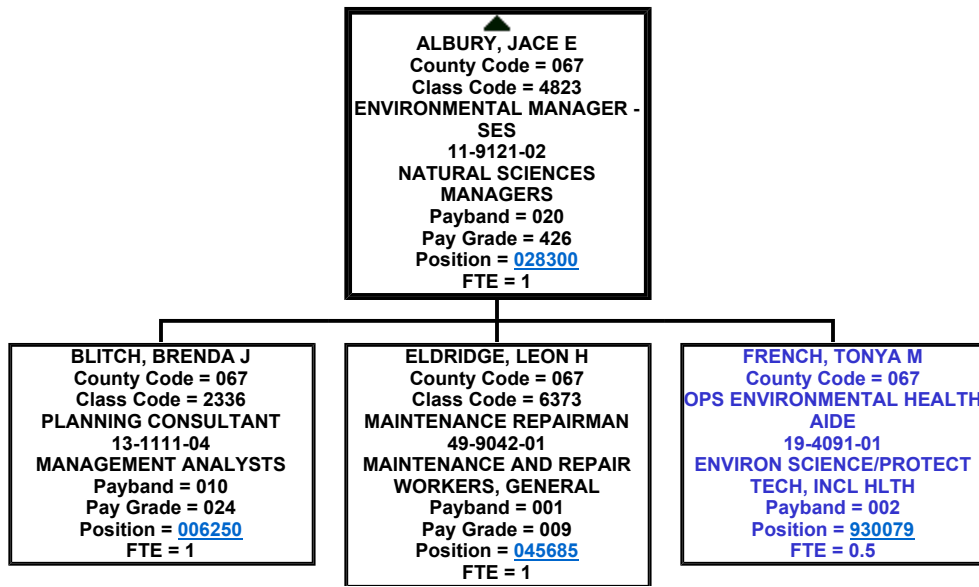 ALBURY, JACE E
County Code = 067
Class Code = 4823
ENVIRONMENTAL MANAGER -
SES
11-9121-02
NATURAL SCIENCES
MANAGERS
Payband = 020
Pay Grade = 426
Position = 028300
FTE = 1
BLITCH, BRENDA J
County Code = 067
Class Code = 2336
PLANNING CONSULTANT
13-1111-04
MANAGEMENT ANALYSTS
Payband = 010
Pay Grade = 024
Position = 006250
FTE = 1
ELDRIDGE, LEON H
County Code = 067
Class Code = 6373
MAINTENANCE REPAIRMAN
49-9042-01
MAINTENANCE AND REPAIR
WORKERS, GENERAL
Payband = 001
Pay Grade = 009
Position = 045685
FTE = 1
FRENCH, TONYA M
County Code = 067
OPS ENVIRONMENTAL HEALTH
AIDE
19-4091-01
ENVIRON SCIENCE/PROTECT
TECH, INCL HLTH
Payband = 002
Position = 930079
FTE = 0.5